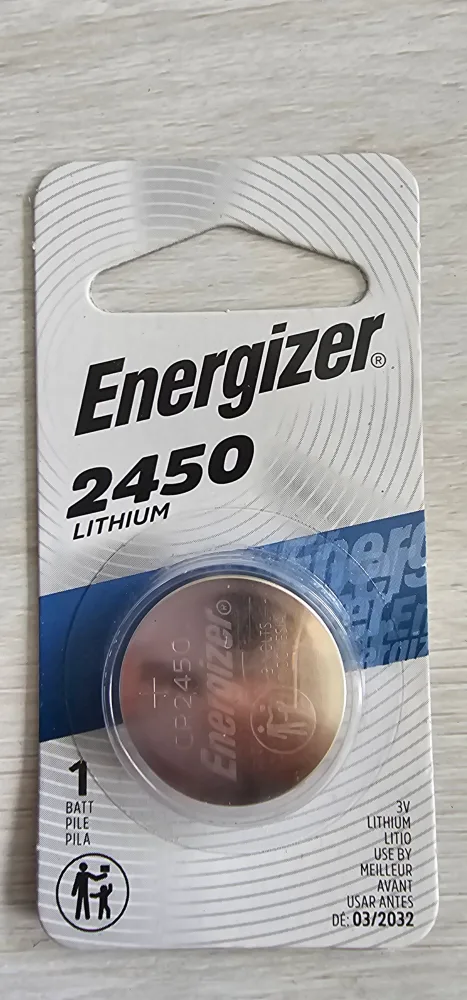 Energizer®
2450
LITHIUM
Energ
CR2450
Energizer®
1
BATT
PILE
PILA
3V
LITHIUM
LITIO
USE BY
MEILLEUR
AVANT
USAR ANTES
DE: 03/2032